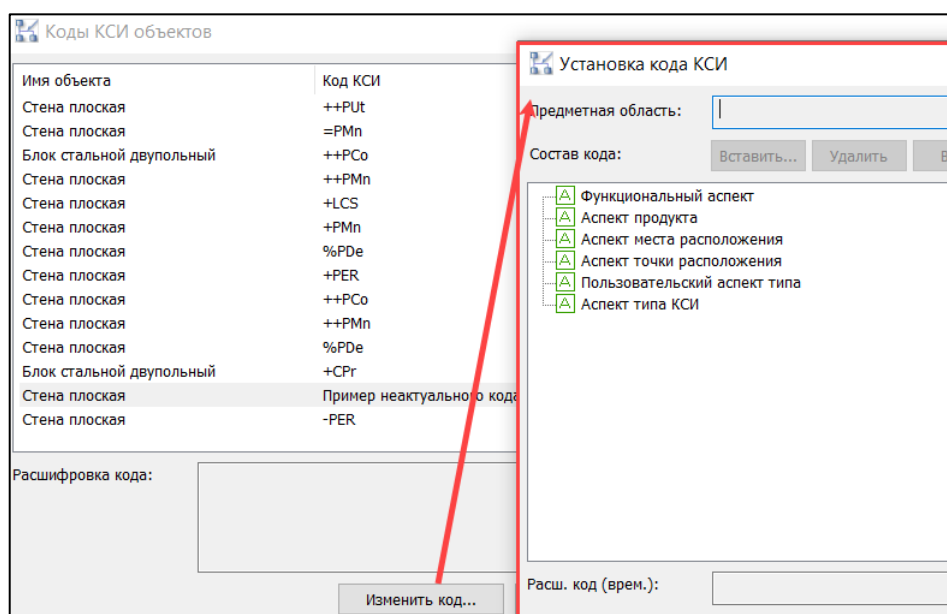 Коды КСИ объектов
Имя объекта Код КСИ
Стена плоская ++PUt
Стена плоская =PMn
Блок стальной двупольный ++PCo
Стена плоская ++PMn
Стена плоская +LCS
Стена плоская +PMn
Стена плоская %PDe
Стена плоская +PER
Стена плоская ++PCo
Стена плоская ++PMn
Стена плоская %PDe
Блок стальной двупольный +CPr
Стена плоская Пример неактуального кода
Стена плоская -PER
Расшифровка кода:
Изменить код...
Установка кода КСИ
Предметная область:
Состав кода: Вставить... Удалить В
Функциональный аспект
Аспект продукта
Аспект места расположения
Аспект точки расположения
Пользовательский аспект типа
Аспект типа КСИ
Расш. код (врем.):